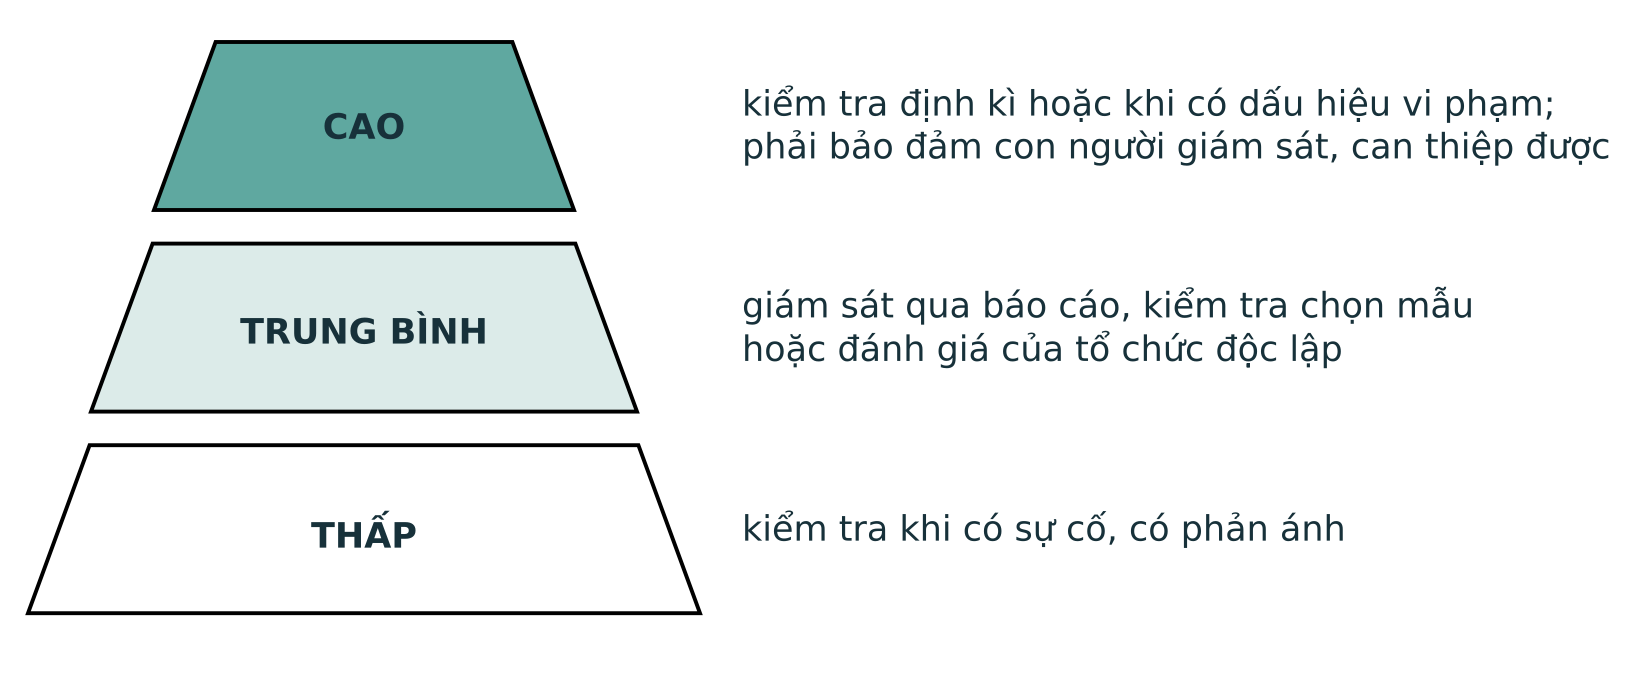 CAO
kiểm tra định kì hoặc khi có dấu hiệu vi phạm;
phải bảo đảm con người giám sát, can thiệp được
TRUNG BÌNH
giám sát qua báo cáo, kiểm tra chọn mẫu
hoặc đánh giá của tổ chức độc lập
THẤP
kiểm tra khi có sự cố, có phản ánh